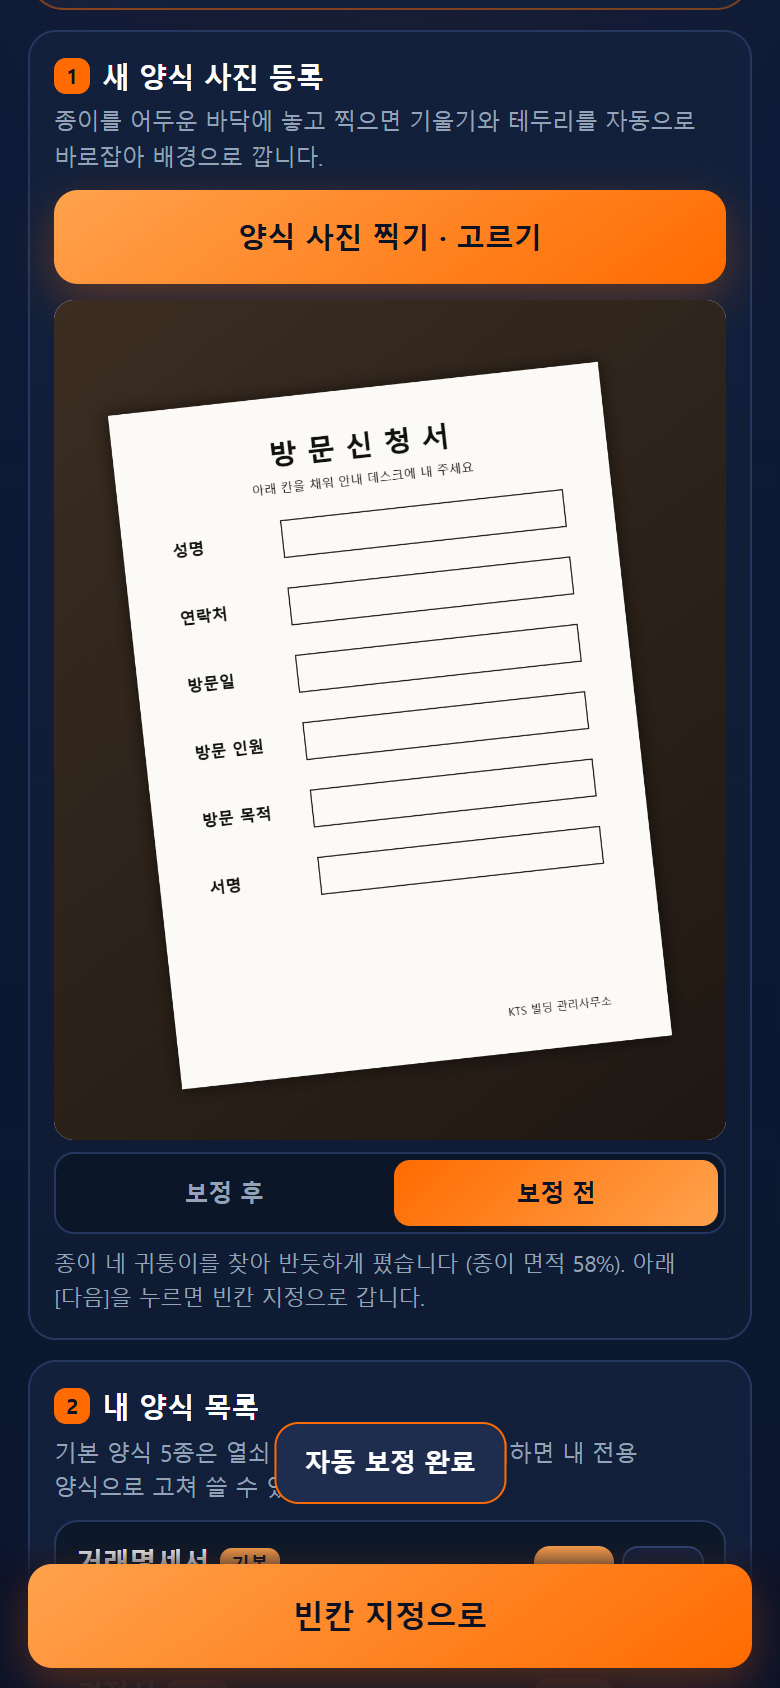 1 새 양식 사진 등록
종이를 어두운 바닥에 놓고 찍으면 기울기와 테두리를 자동으로
바로잡아 배경으로 깝니다.
양식 사진 찍기 · 고르기
방 문 신 청 서
아래 칸을 채워 안내 데스크에 내 주세요
성명
연락처
방문일
방문 인원
방문 목적
서명
KTS 빌딩 관리사무소
보정 후
보정 전
종이 네 귀퉁이를 찾아 반듯하게 폈습니다 (종이 면적 58%). 아래
[다음]을 누르면 빈칸 지정으로 갑니다.
2 내 양식 목록
기본 양식 5종은 열쇠
하면 내 전용
자동 보정 완료
양식으로 고쳐 쓸 수
거래명세서 기본
빈칸 지정으로